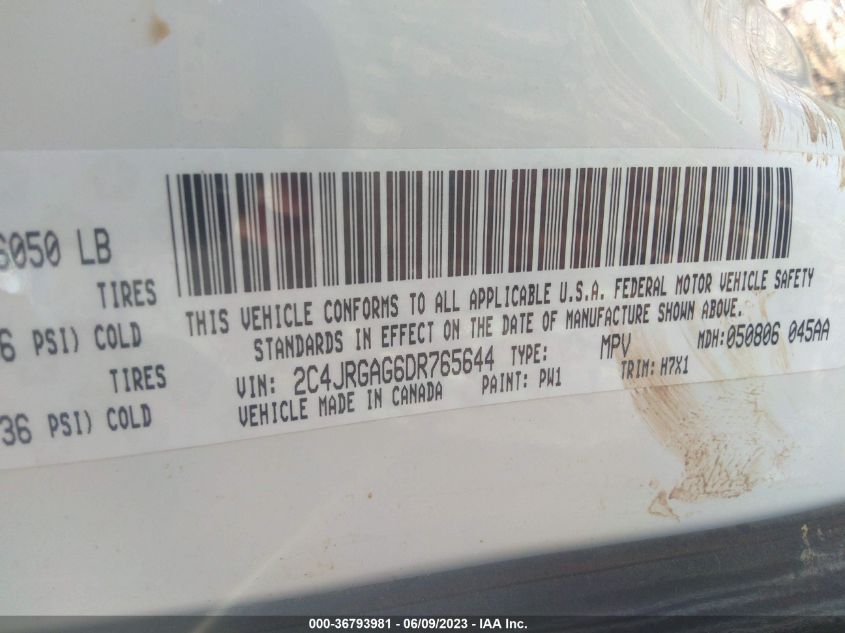 6050 LB
TIRES
6 PSI) COLD
TIRES
36 PSI) COLD
THIS VEHICLE CONFORMS TO ALL APPLICABLE U.S.A. FEDERAL MOTOR VEHICLE SAFETY
STANDARDS IN EFFECT ON THE DATE OF MANUFACTURE SHOWN ABOVE.
MDH:050806 045AA
VIN: 2C4JRGAG6DR765644 TYPE: MPV
VEHICLE MADE IN CANADA PAINT: PW1 TRIM: H7X1
000-36793981 - 06/09/2023 - IAA Inc.